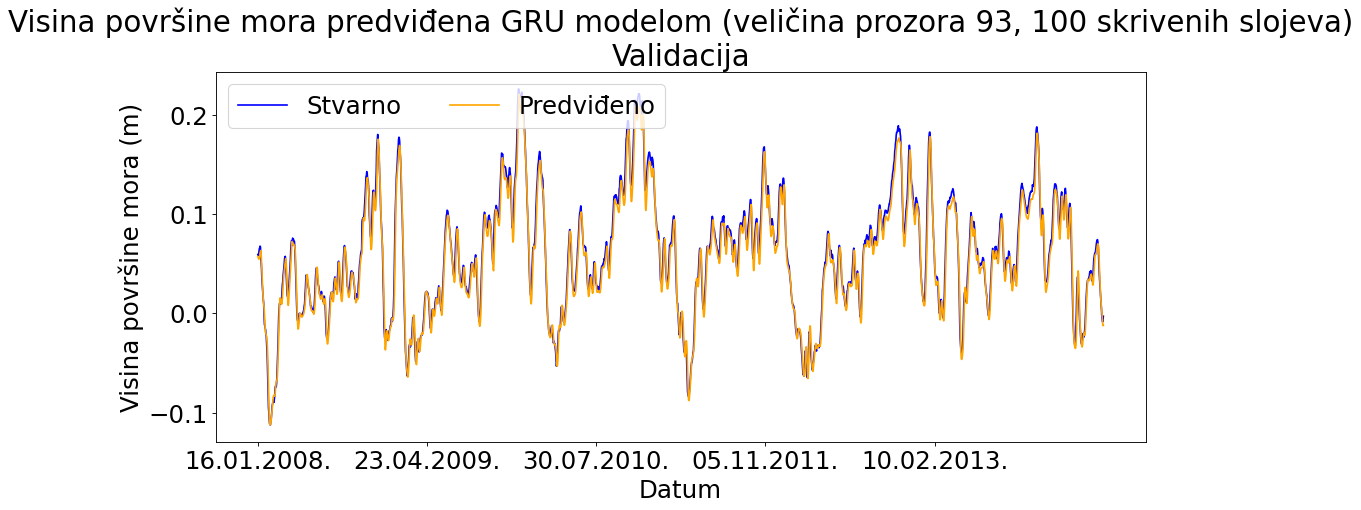 Visina površine mora predviđena GRU modelom (veličina prozora 93, 100 skrivenih slojeva)
Validacija
Stvarno Predviđeno
Visina površine mora (m)
0.2
0.1
0.0
−0.1
16.01.2008. 23.04.2009. 30.07.2010. 05.11.2011. 10.02.2013.
Datum